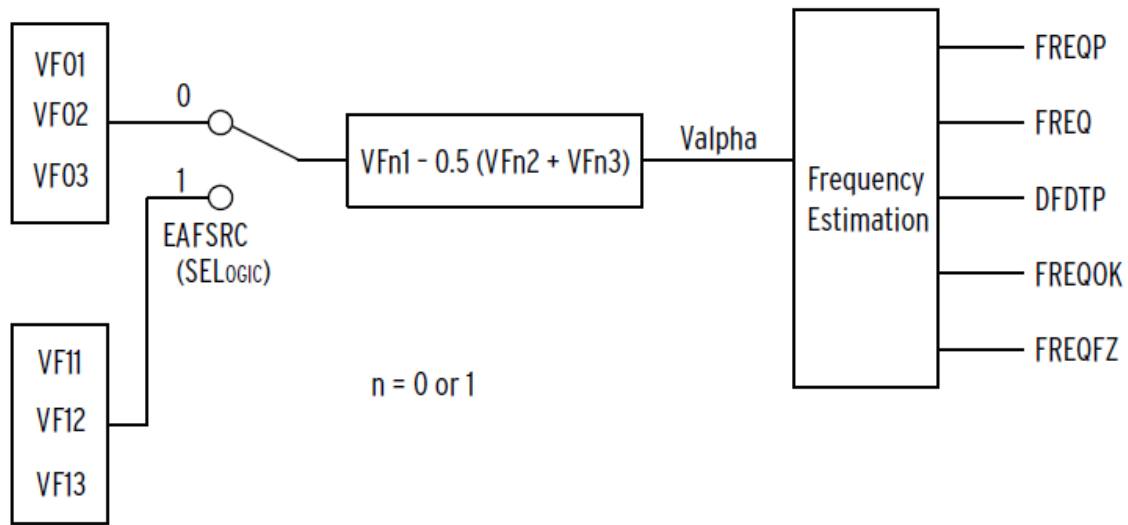 VF01
VF02
VF03
0
1
EAFSRC
(SELOGIC)
VFn1 – 0.5 (VFn2 + VFn3)
Valpha
Frequency
Estimation
FREQP
FREQ
DFDTP
FREQOK
FREQFZ
VF11
VF12
VF13
n = 0 or 1